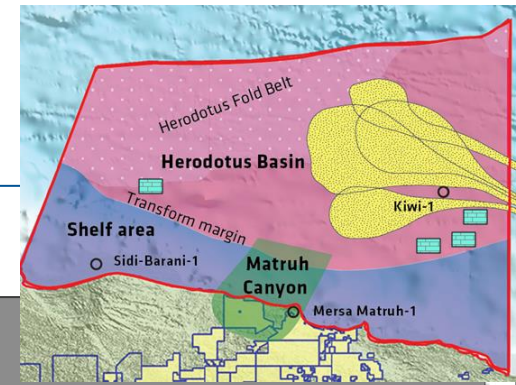 Herodotus Fold Belt
Herodotus Basin
Kiwi-1
Transform margin
Shelf area
Sidi-Barani-1
Matruh
Canyon
Mersa Matruh-1